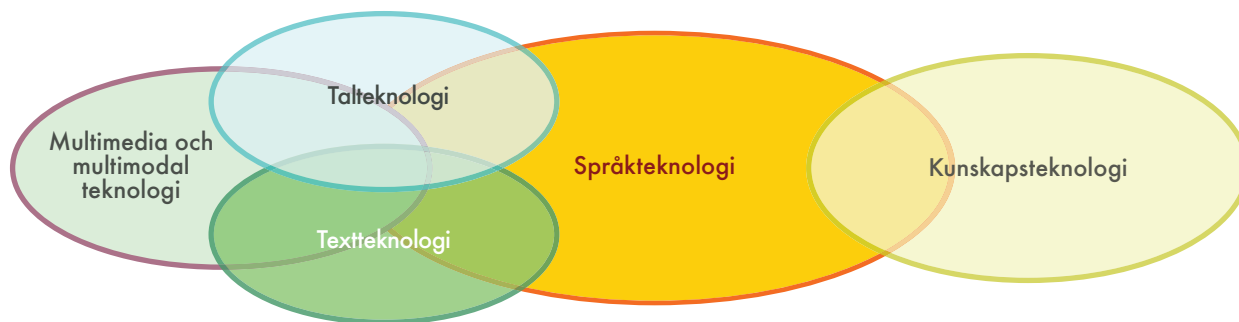 Talteknologi
Multimedia och
multimodal
teknologi
Språkteknologi
Kunskapsteknologi
Textteknologi